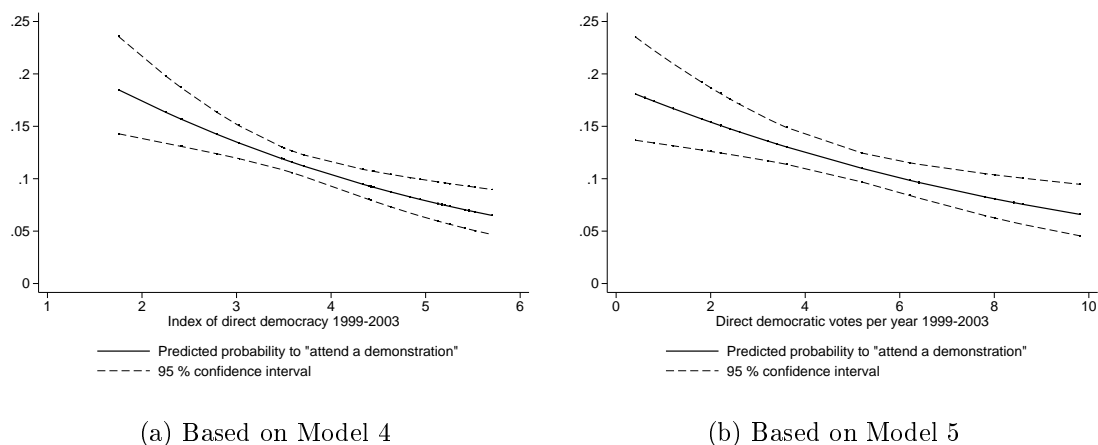 .25
.2
.15
.1
.05
0
1 2 3 4 5 6
Index of direct democracy 1999-2003
Predicted probability to "attend a demonstration"
95 % confidence interval
(a) Based on Model 4
.25
.2
.15
.1
.05
0
0 2 4 6 8 10
Direct democratic votes per year 1999-2003
Predicted probability to "attend a demonstration"
95 % confidence interval
(b) Based on Model 5